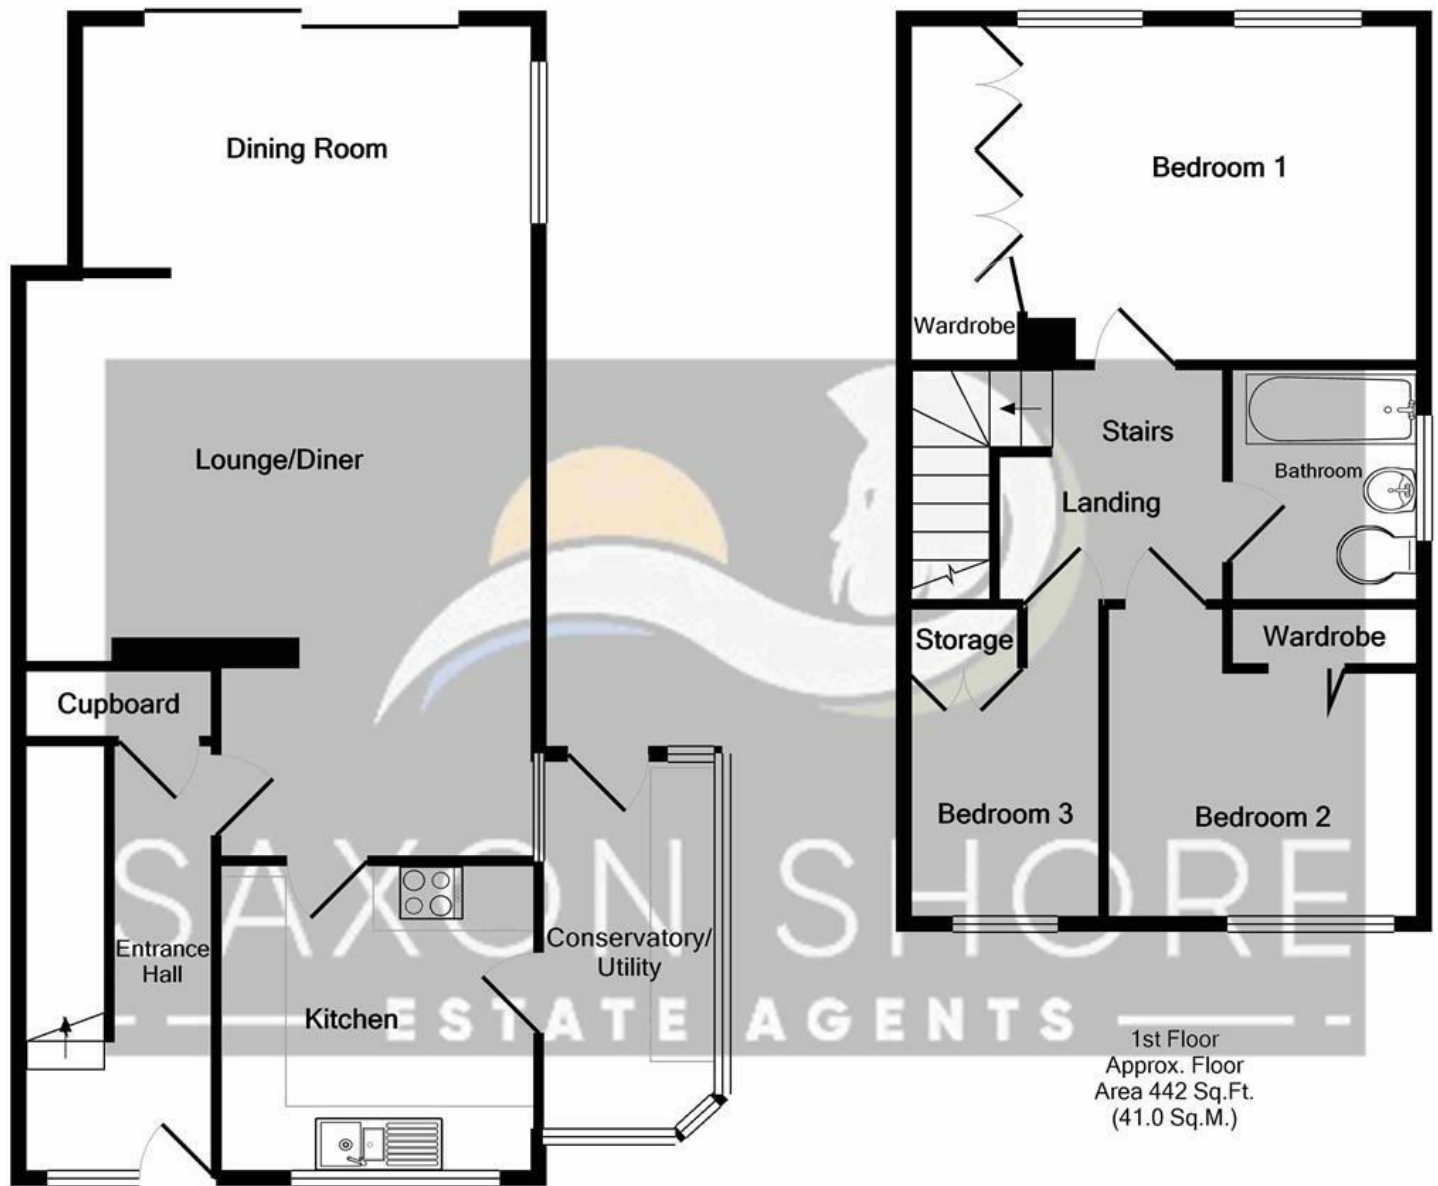 Dining Room
Lounge/Diner
Cupboard
Entrance
Hall
Kitchen
Conservatory/
Utility
Bedroom 1
Wardrobe
Stairs
Landing
Bathroom
Storage
Wardrobe
Bedroom 3
Bedroom 2
SAXON SHORE
ESTATE AGENTS
1st Floor
Approx. Floor
Area 442 Sq.Ft.
(41.0 Sq.M.)